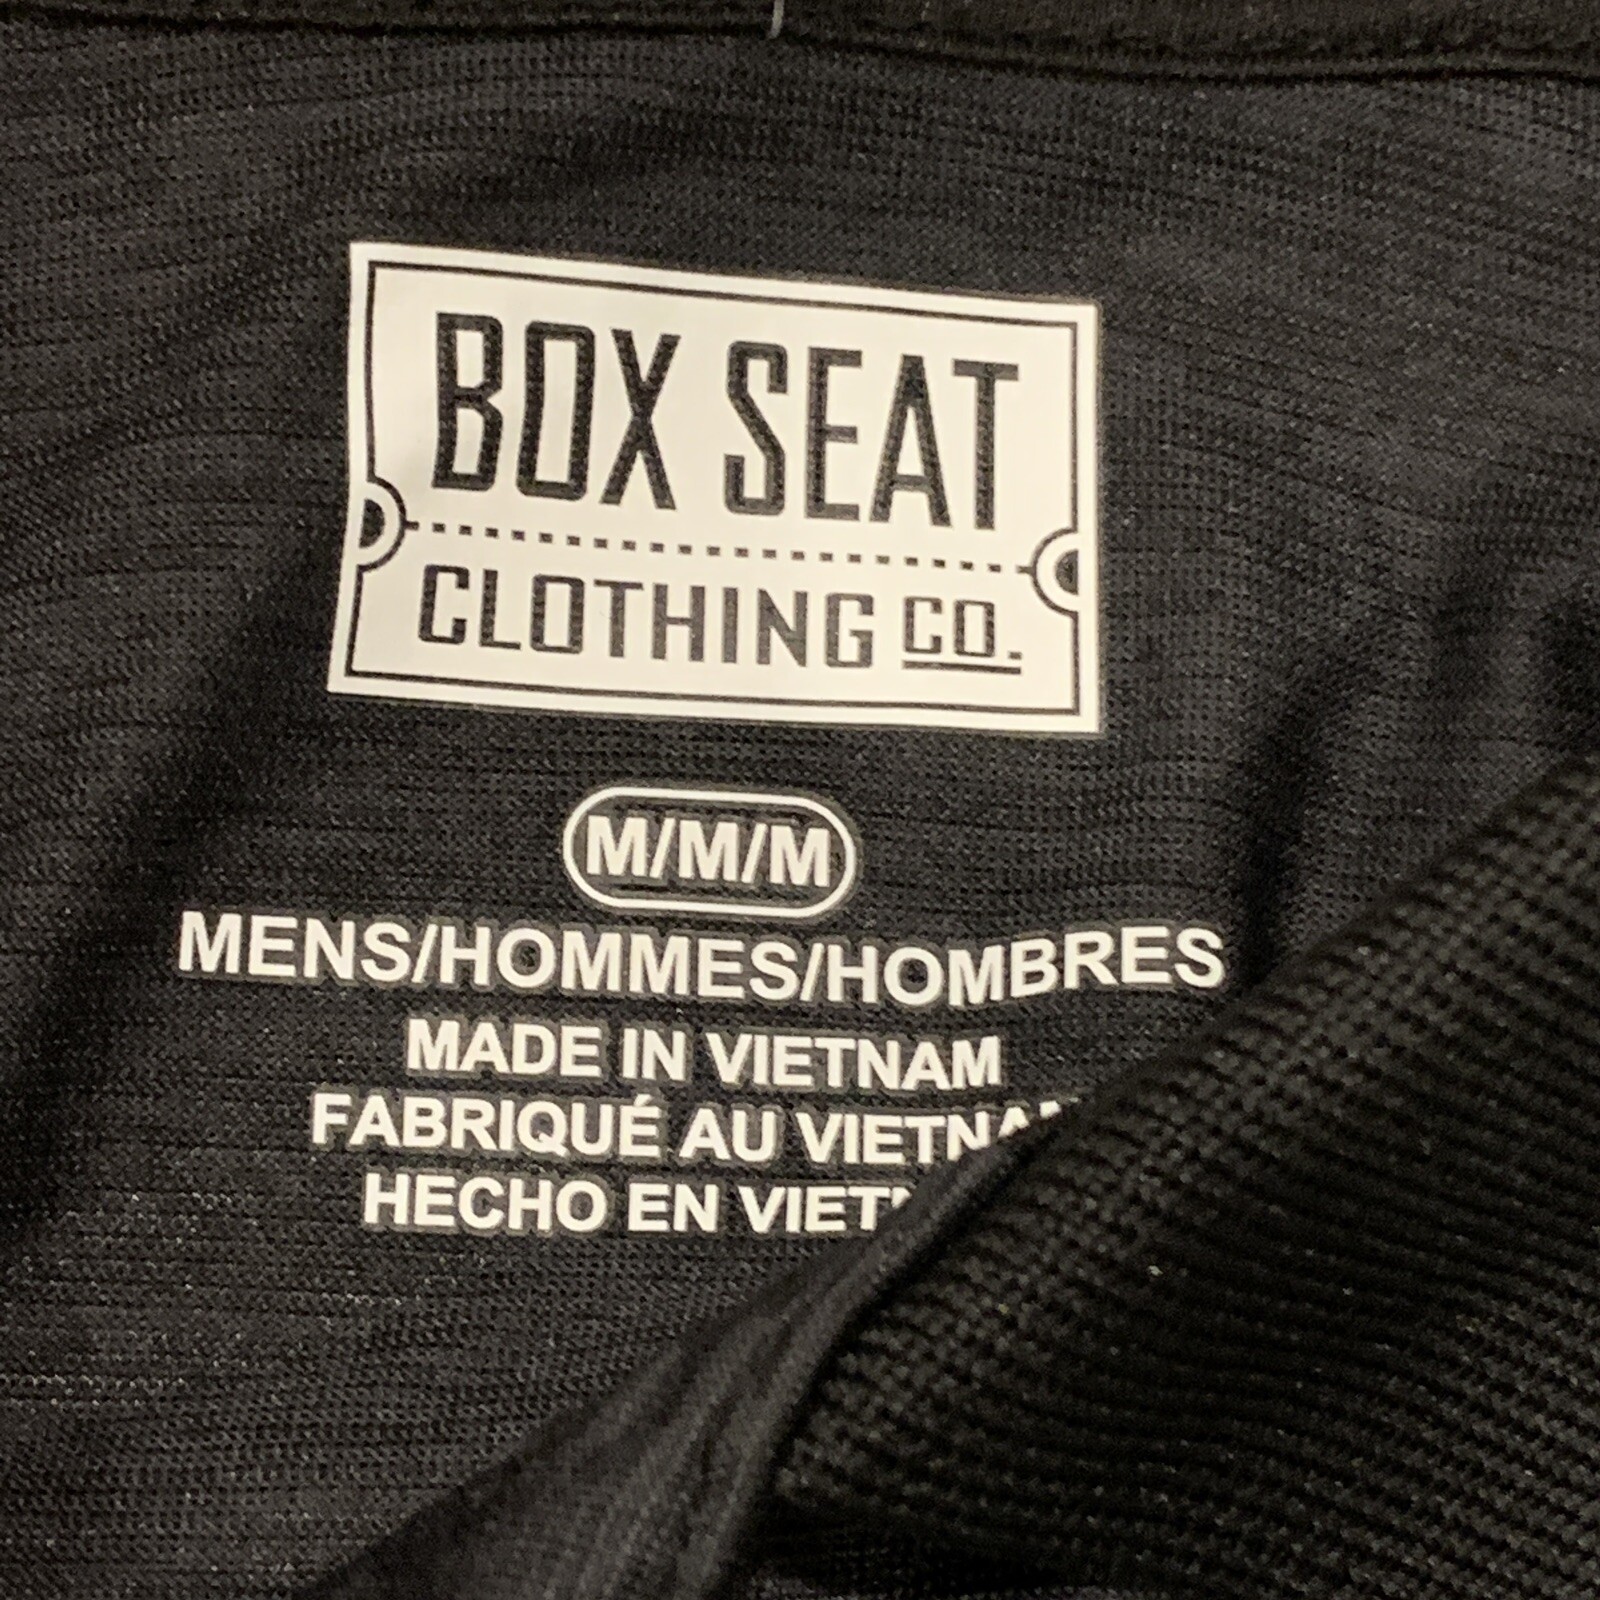 BOX SEAT
CLOTHING CO.
M/M/M
MENS/HOMMES/HOMBRES
MADE IN VIETNAM
FABRIQUÉ AU
HECHO EN